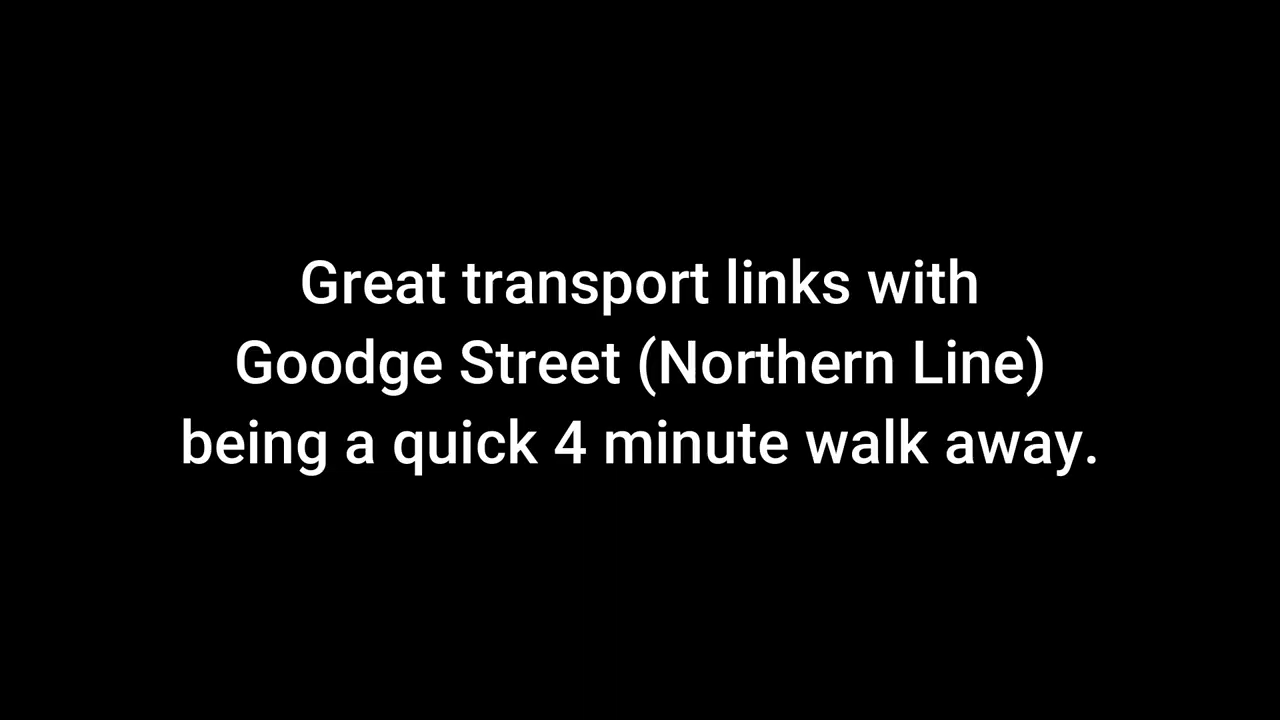 Great transport links with
Goodge Street (Northern Line)
being a quick 4 minute walk away.